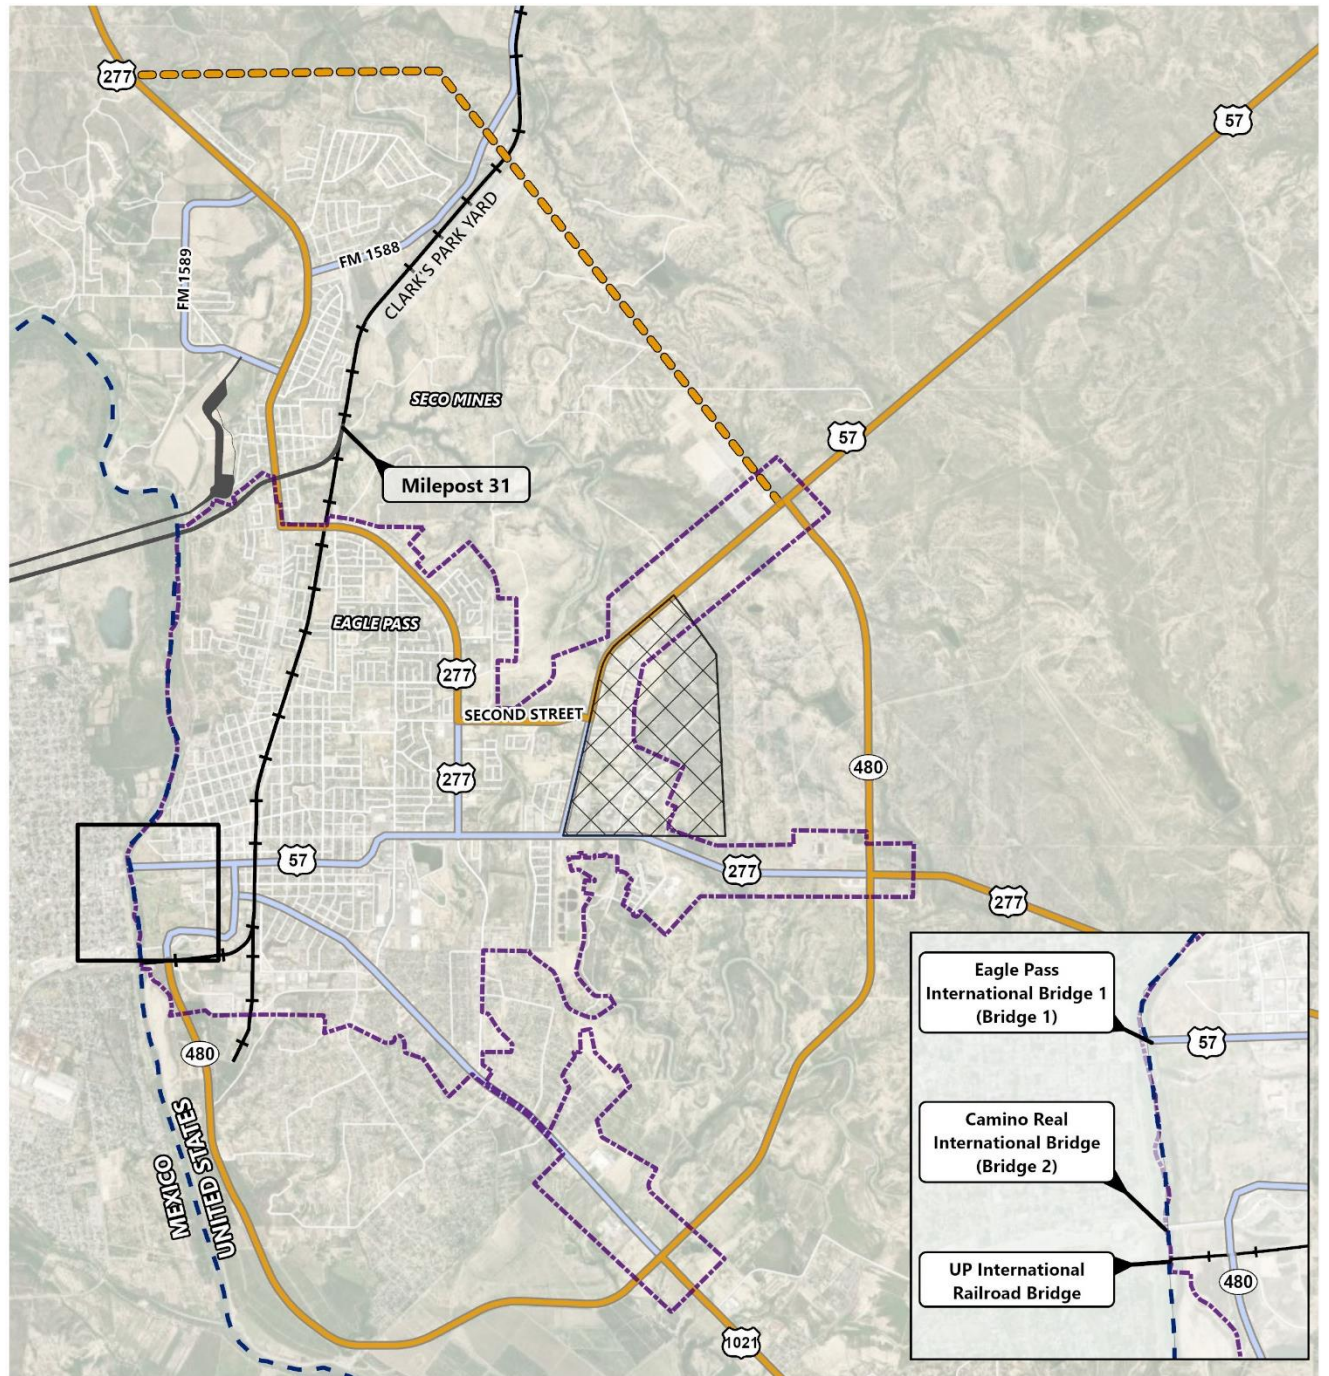 277
57
FM 1589
FM 1588
CLARK'S PARK YARD
SECO MINES
57
Milepost 31
EAGLE PASS
277
SECOND STREET
277
480
57
277
277
480
MEXICO
UNITED STATES
1021
Eagle Pass
International Bridge 1
(Bridge 1)
57
Camino Real
International Bridge
(Bridge 2)
UP International
Railroad Bridge
480